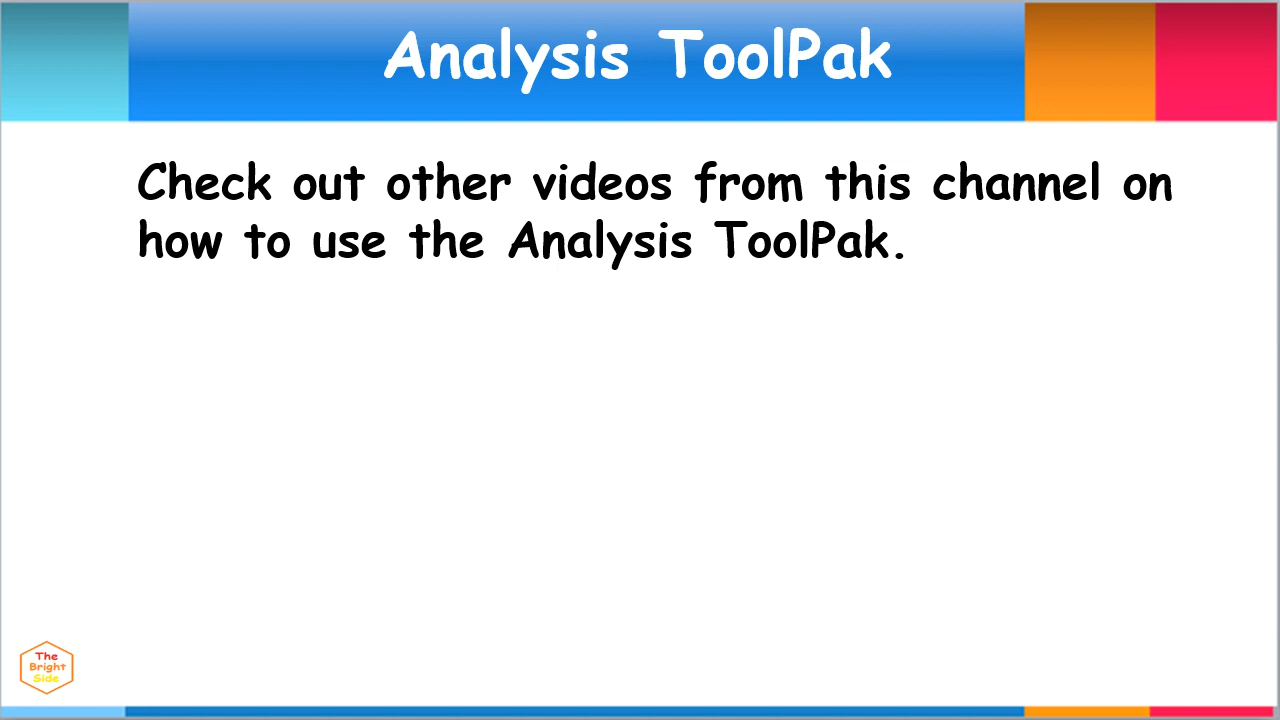 Analysis ToolPak
Check out other videos from this channel on
how to use the Analysis ToolPak.
The
Bright
Side